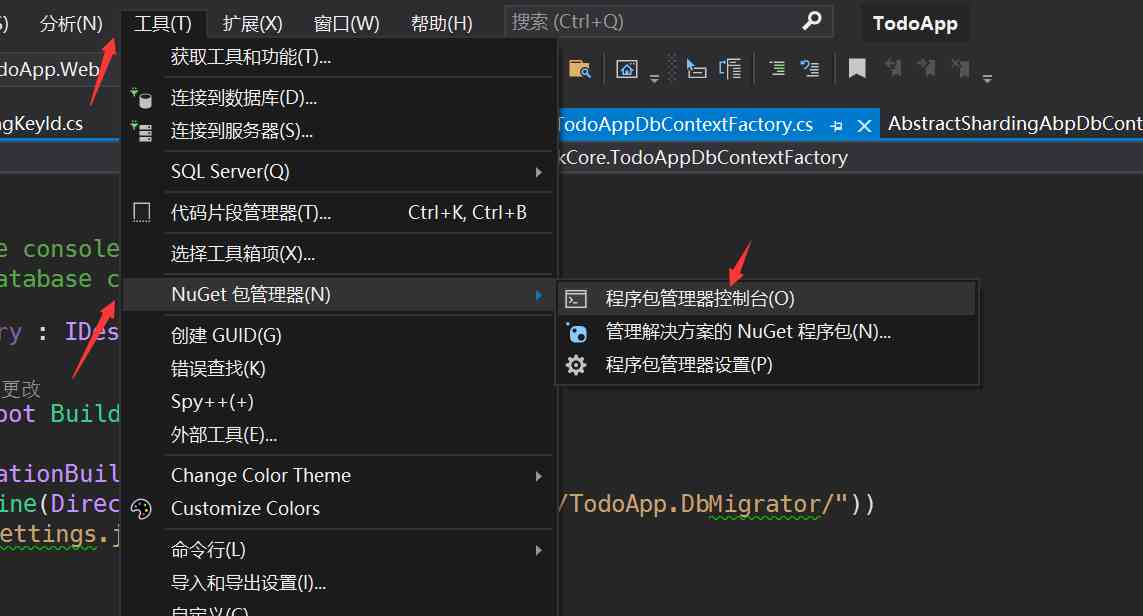 S) 分析(N) 工具(T) 扩展(X) 窗口(W) 帮助(H) 搜索 (Ctrl+Q) TodoApp
doApp.Web
ngKeyId.cs TodoAppDbContextFactory.cs AbstractShardingAbpDbCont
kCore.TodoAppDbContextFactory
获取工具和功能(T)...
连接到数据库(D)...
连接到服务器(S)...
SQL Server(Q)
代码片段管理器(T)... Ctrl+K, Ctrl+B
选择工具箱项(X)...
NuGet 包管理器(N)
创建 GUID(G)
错误查找(K)
Spy++(+)
外部工具(E)...
Change Color Theme
Customize Colors
命令行(L)
导入和导出设置(I)...
自定义(C)
程序包管理器控制台(O)
管理解决方案的 NuGet 程序包(N)...
程序包管理器设置(P)
e console
atabase c
ry : IDes
更改
oot Build
ationBuil
ine(Direc /TodoApp.DbMigrator/"))
ettings.j